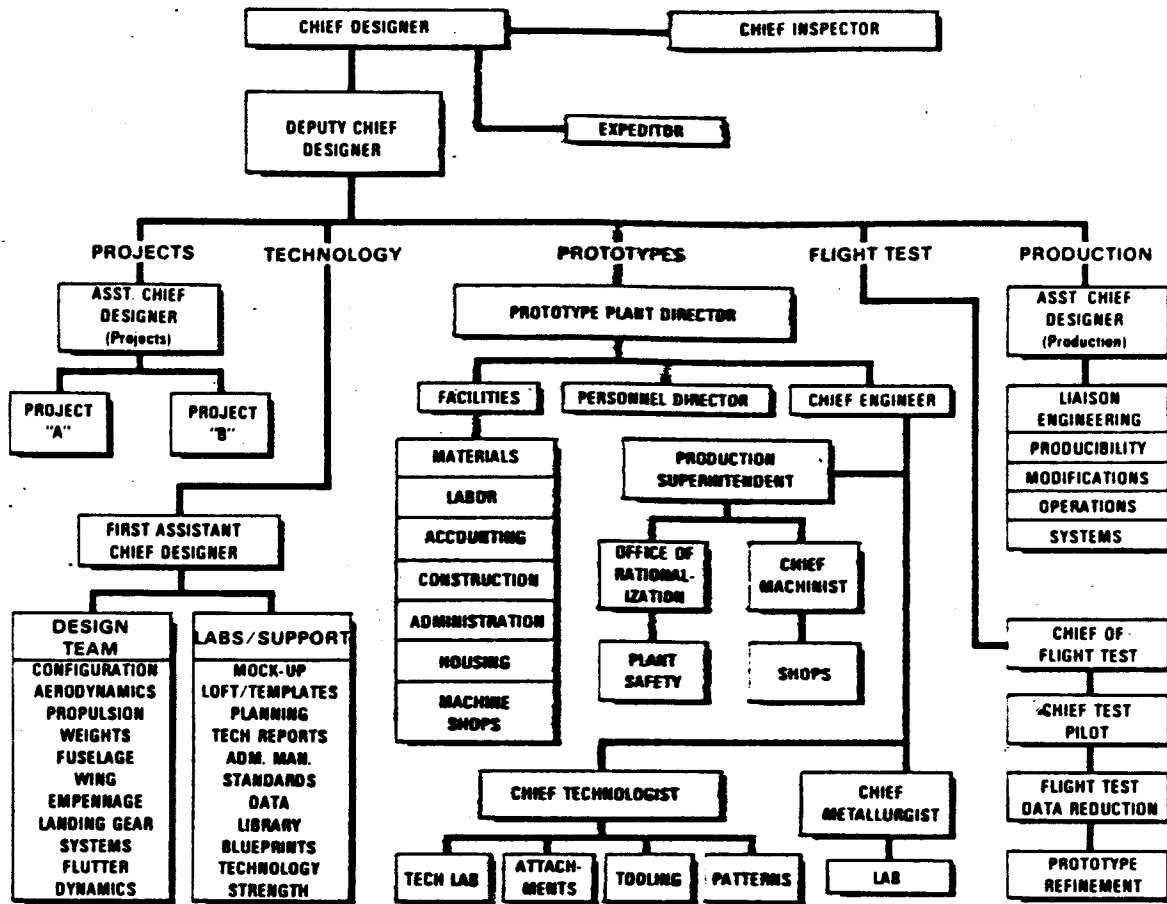 CHIEF DESIGNER
CHIEF INSPECTOR
DEPUTY CHIEF
DESIGNER
EXPEDITOR
PROJECTS
TECHNOLOGY
PROTOTYPES
FLIGHT TEST
PRODUCTION
ASST. CHIEF
DESIGNER
(Projects)
PROJECT
"A"
PROJECT
"B"
FIRST ASSISTANT
CHIEF DESIGNER
DESIGN
TEAM
CONFIGURATION
AERODYNAMICS
PROPULSION
WEIGHTS
FUSELAGE
WING
EMPENNAGE
LANDING GEAR
SYSTEMS
FLUTTER
DYNAMICS
LABS/SUPPORT
MOCK-UP
LOFT/TEMPLATES
PLANNING
TECH REPORTS
ADM. MAN.
STANDARDS
DATA
LIBRARY
BLUEPRINTS
TECHNOLOGY
STRENGTH
PROTOTYPE PLANT DIRECTOR
FACILITIES
PERSONNEL DIRECTOR
CHIEF ENGINEER
MATERIALS
LABOR
ACCOUNTING
CONSTRUCTION
ADMINISTRATION
HOUSING
MACHINE
SHOPS
PRODUCTION
SUPERINTENDENT
OFFICE OF
RATIONAL-
IZATION
PLANT
SAFETY
CHIEF
MACHINIST
SHOPS
CHIEF TECHNOLOGIST
TECH LAB
ATTACH-
MENTS
TOOLING
PATTERNS
CHIEF
METALLURGIST
LAB
ASST CHIEF
DESIGNER
(Production)
LIAISON
ENGINEERING
PRODUCIBILITY
MODIFICATIONS
OPERATIONS
SYSTEMS
CHIEF OF
FLIGHT TEST
CHIEF TEST
PILOT
FLIGHT TEST
DATA REDUCTION
PROTOTYPE
REFINEMENT